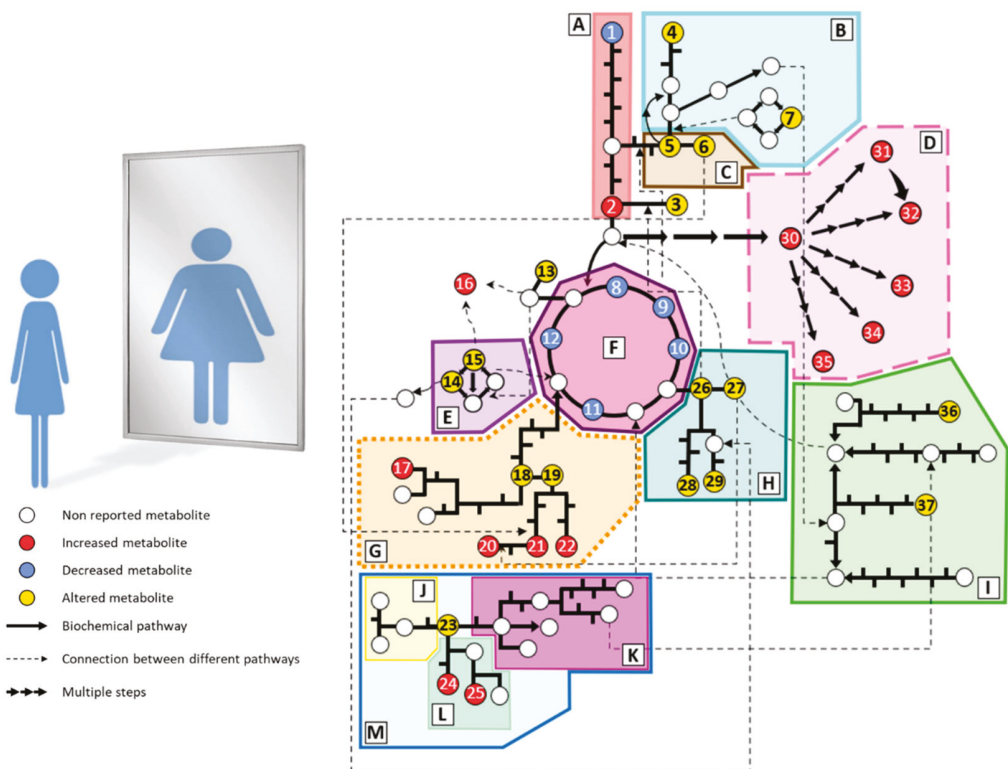 A
1
4
B
7
5
6
C
D
31
2
3
32
30
33
34
35
16
13
8
9
12
F
10
15
14
E
11
26
27
28
29
H
36
37
I
17
18
19
20
21
22
G
J
23
K
24
25
L
M
Non reported metabolite
Increased metabolite
Decreased metabolite
Altered metabolite
Biochemical pathway
Connection between different pathways
Multiple steps